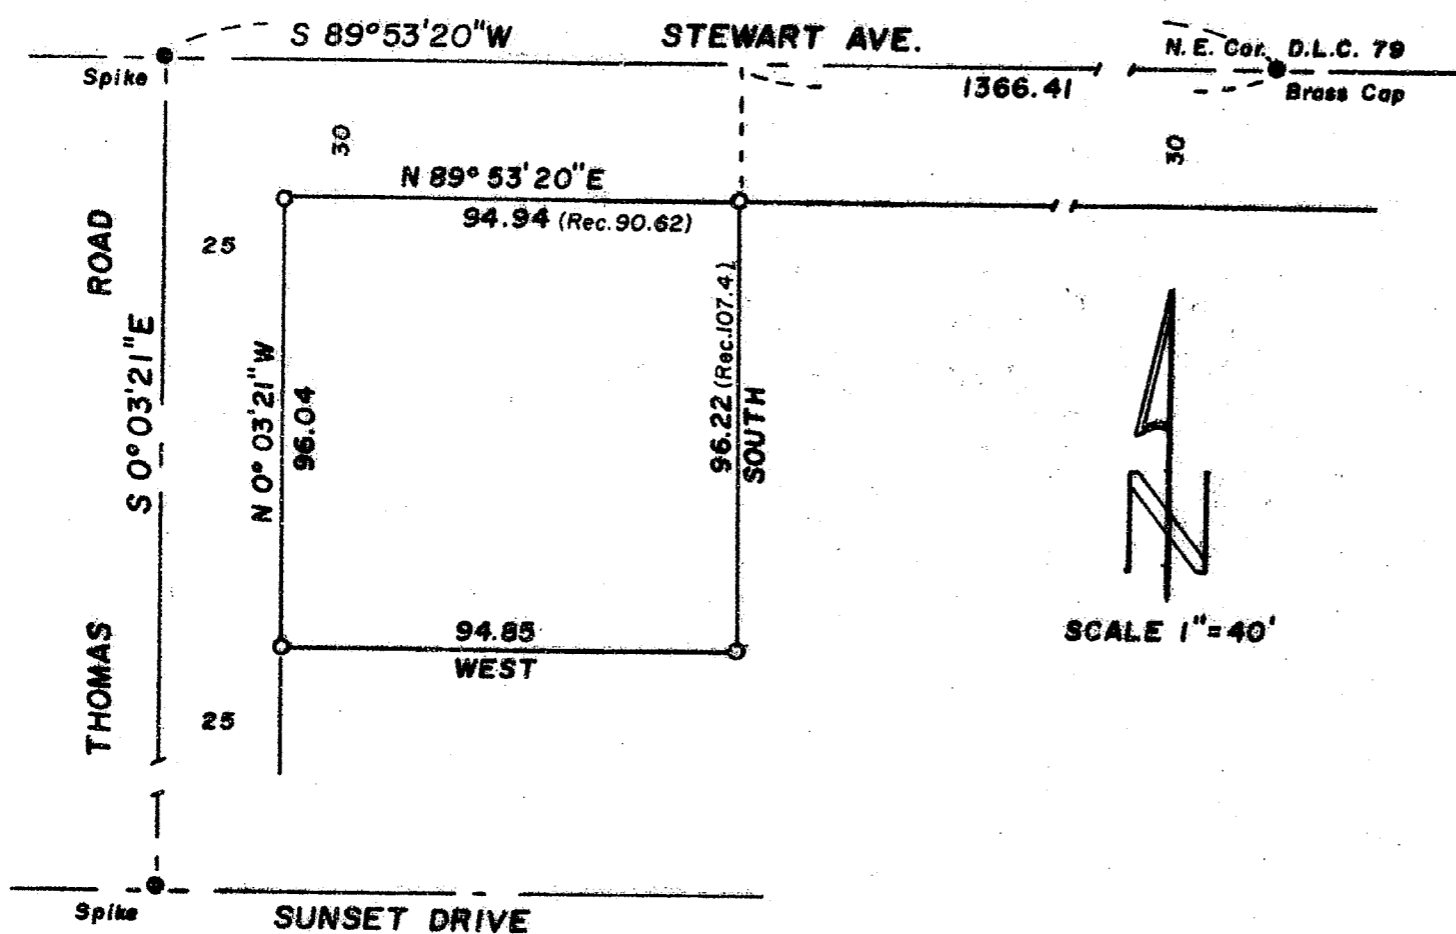 S 89°53'20"W
STEWART AVE.
N.E. Cor. D.L.C. 79
Spike
1366.41
Brass Cap
30
30
N 89° 53'20"E
94.94 (Rec. 90.62)
25
THOMAS ROAD
S 0° 03'21"E
N 0° 03'21"W
96.04
96.22 (Rec. 107.4)
SOUTH
N
SCALE 1"=40'
94.85
WEST
25
Spike
SUNSET DRIVE